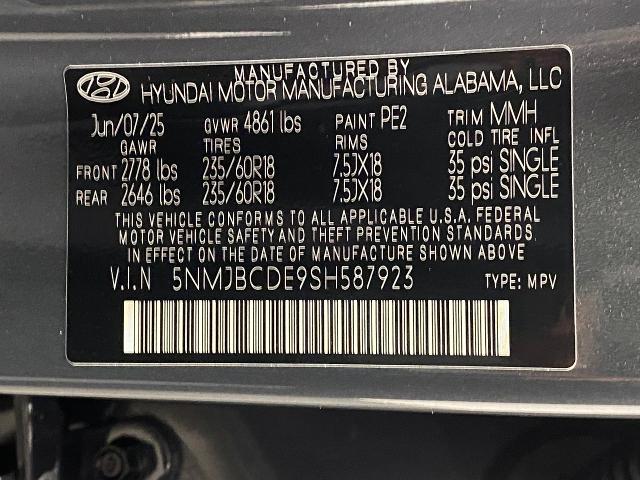 MANUFACTURED BY
HYUNDAI MOTOR MANUFACTURING ALABAMA, LLC
Jun/07/25 GVWR 4861 lbs PAINT PE2 TRIM MMH
GAWR TIRES RIMS COLD TIRE INFL
FRONT 2778 lbs 235/60R18 7.5JX18 35 psi SINGLE
REAR 2646 lbs 235/60R18 7.5JX18 35 psi SINGLE
THIS VEHICLE CONFORMS TO ALL APPLICABLE U.S.A. FEDERAL
MOTOR VEHICLE SAFETY AND THEFT PREVENTION STANDARDS
IN EFFECT ON THE DATE OF MANUFACTURE SHOWN ABOVE
V.I.N 5NMJBCDE9SH587923 TYPE: MPV